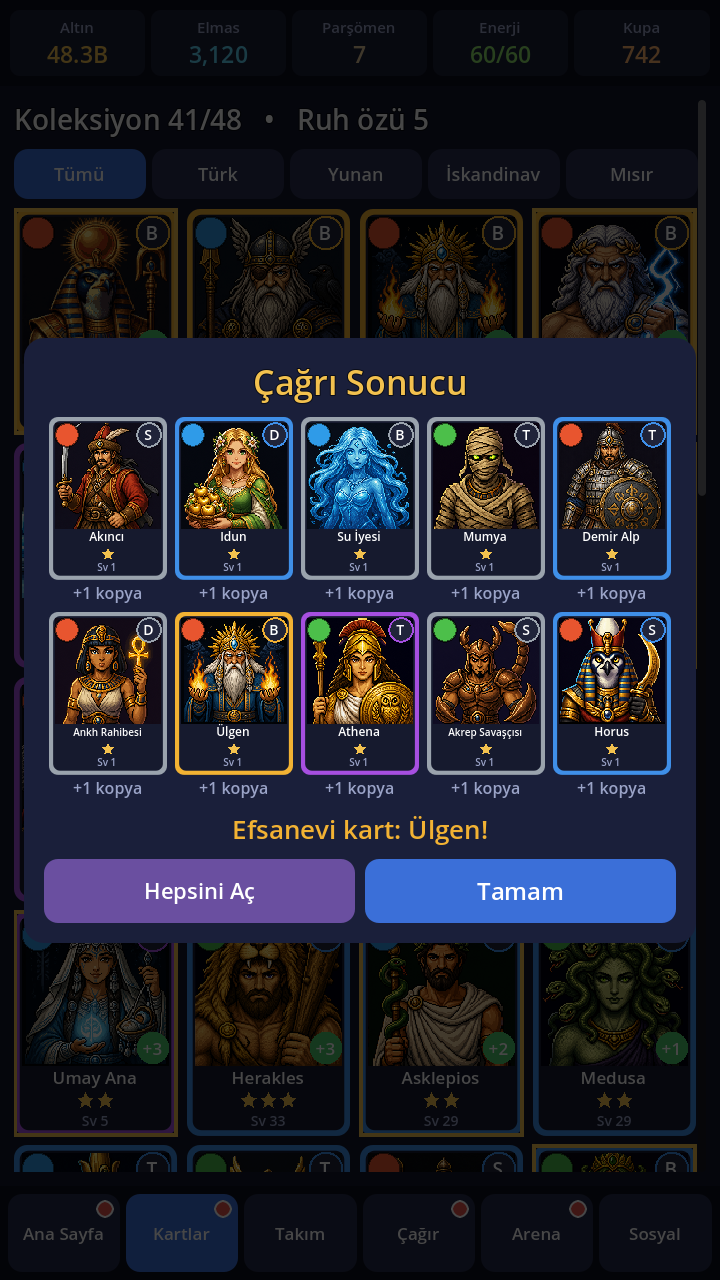 Altın Elmas Parşömen Enerji Kupa
48.3B 3,120 7 60/60 742
Koleksiyon 41/48 • Ruh özü 5
Tümü Türk Yunan İskandinav Mısır
B B B B
Çağrı Sonucu
S D B T T
Akıncı Idun Su İyesi Mumya Demir Alp
Sv 1 Sv 1 Sv 1 Sv 1 Sv 1
+1 kopya +1 kopya +1 kopya +1 kopya +1 kopya
D B T S S
Ankh Rahibesi Ülgen Athena Akrep Savaşçısı Horus
Sv 1 Sv 1 Sv 1 Sv 1 Sv 1
+1 kopya +1 kopya +1 kopya +1 kopya +1 kopya
Efsanevi kart: Ülgen!
Hepsini Aç Tamam
+3 +3 +2 +1
Umay Ana Herakles Asklepios Medusa
Sv 5 Sv 33 Sv 29 Sv 29
T T S B
Ana Sayfa Kartlar Takım Çağır Arena Sosyal